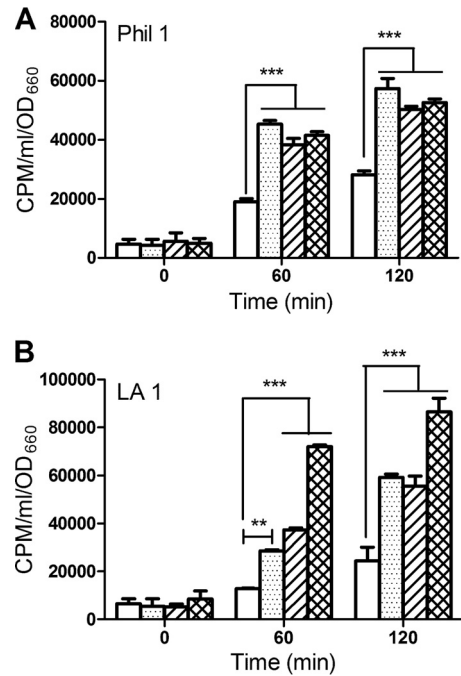 A
Phil 1
CPM/ml/OD660
80000
60000
40000
20000
0
***
***
0 60 120
Time (min)
B
LA 1
CPM/ml/OD660
100000
80000
60000
40000
20000
0
***
**
***
0 60 120
Time (min)